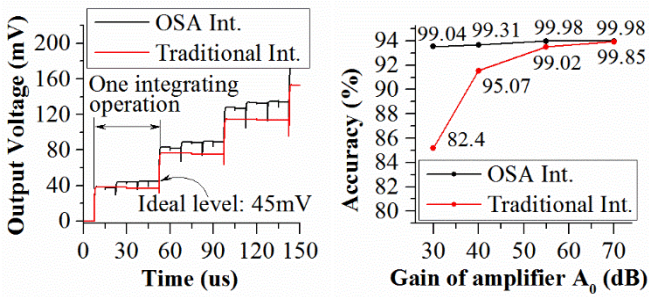 Output Voltage (mV)
200
160
120
80
40
0
OSA Int.
Traditional Int.
One integrating
operation
Ideal level: 45mV
0 30 60 90 120 150
Time (us)
Accuracy (%)
94
92
90
88
86
84
82
80
99.04 99.31 99.98 99.98
95.07 99.02 99.85
82.4
OSA Int.
Traditional Int.
30 40 50 60 70
Gain of amplifier A0 (dB)